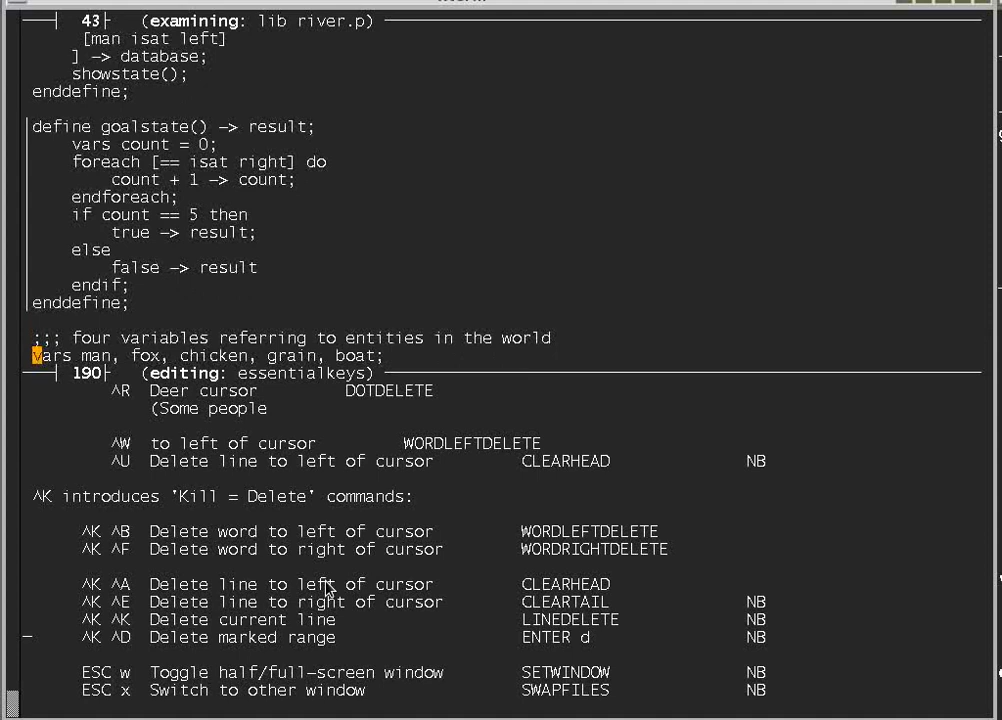 43 (examining: lib river.p)
[man isat left]
] -> database;
showstate();
enddefine;
define goalstate() -> result;
vars count = 0;
foreach [== isat right] do
count + 1 -> count;
endforeach;
if count == 5 then
true -> result;
else
false -> result
endif;
enddefine;
;;; four variables referring to entities in the world
vars man, fox, chicken, grain, boat;
190 (editing: essentialkeys)
^R Deer cursor DOTDELETE
(Some people
^W to left of cursor WORDLEFTDELETE
^U Delete line to left of cursor CLEARHEAD NB
^K introduces 'Kill = Delete' commands:
^K ^B Delete word to left of cursor WORDLEFTDELETE
^K ^F Delete word to right of cursor WORDRIGHTDELETE
^K ^A Delete line to left of cursor CLEARHEAD
^K ^E Delete line to right of cursor CLEARTAIL NB
^K ^K Delete current line LINEDELETE NB
^K ^D Delete marked range ENTER d NB
ESC w Toggle half/full-screen window SETWINDOW NB
ESC x Switch to other window SWAPFILES NB